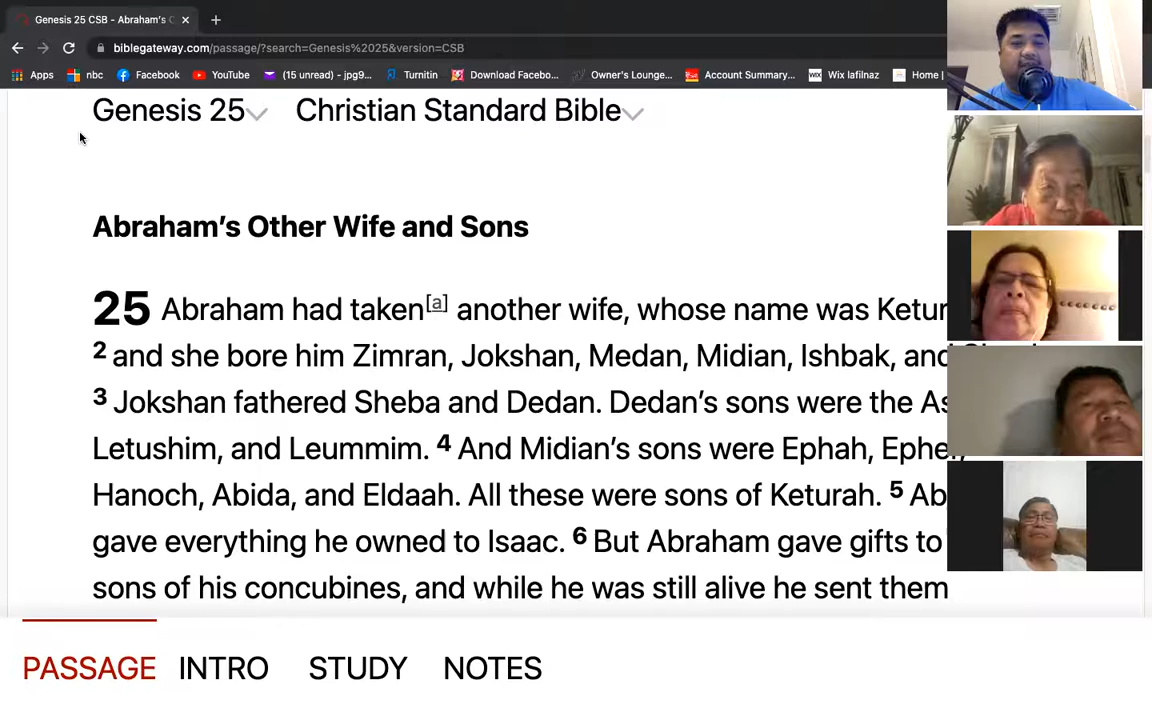 Genesis 25 CSB - Abraham's
biblegateway.com/passage/?search=Genesis%2025&version=CSB
Apps nbc Facebook YouTube (15 unread) - jpg9... Turnitin Download Facebo... Owner's Lounge... Account Summary... WIX Wix lafilnaz Home |
Genesis 25 Christian Standard Bible
Abraham's Other Wife and Sons
25 Abraham had taken[a] another wife, whose name was Ketur
2 and she bore him Zimran, Jokshan, Medan, Midian, Ishbak, and
3 Jokshan fathered Sheba and Dedan. Dedan's sons were the As
Letushim, and Leummim. 4 And Midian's sons were Ephah, Epher,
Hanoch, Abida, and Eldaah. All these were sons of Keturah. 5 Ab
gave everything he owned to Isaac. 6 But Abraham gave gifts to
sons of his concubines, and while he was still alive he sent them
PASSAGE INTRO STUDY NOTES